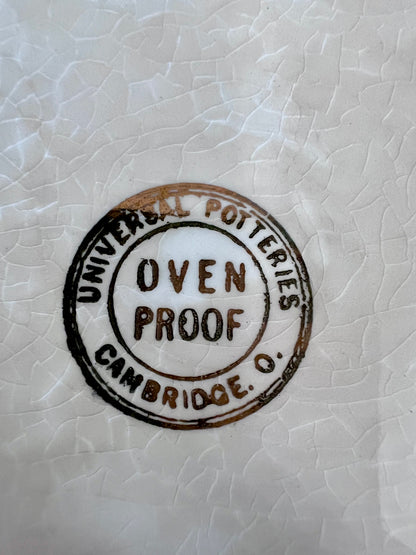 UNIVERSAL POTTERIES
OVEN
PROOF
CAMBRIDGE, O.